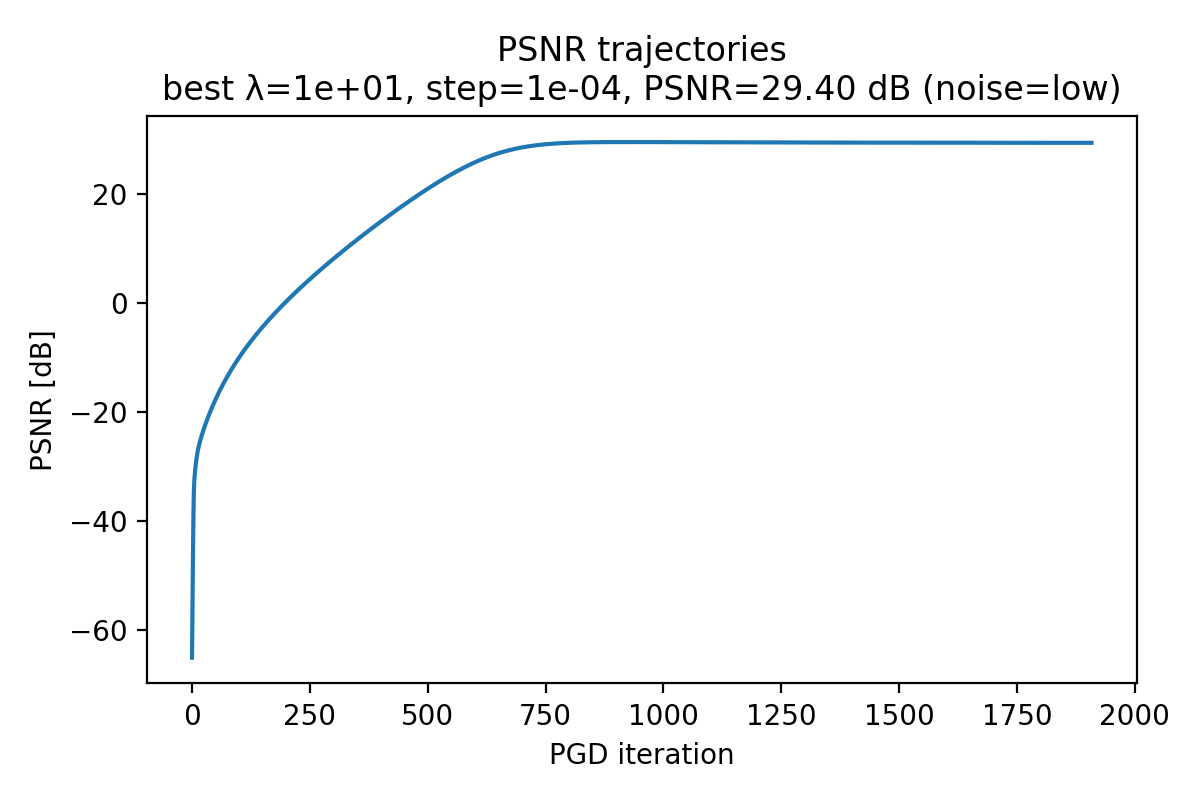 PSNR trajectories
best λ=1e+01, step=1e-04, PSNR=29.40 dB (noise=low)
20
0
−20
−40
−60
PSNR [dB]
0 250 500 750 1000 1250 1500 1750 2000
PGD iteration